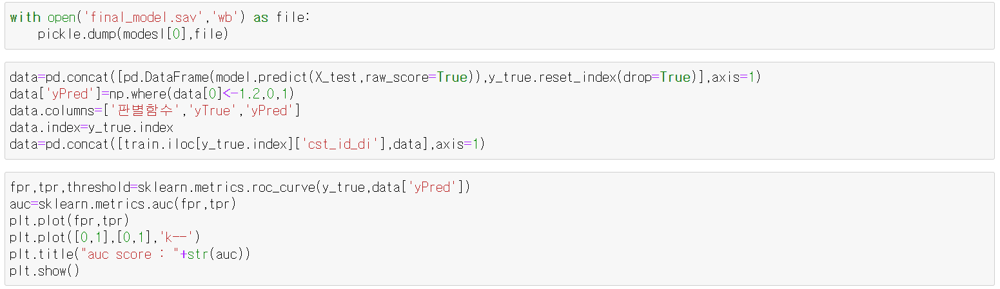 with open('final_model.sav','wb') as file:
    pickle.dump(modesl[0],file)
data=pd.concat([pd.DataFrame(model.predict(X_test,raw_score=True)),y_true.reset_index(drop=True)],axis=1)
data['yPred']=np.where(data[0]<-1.2,0,1)
data.columns=['판별함수','yTrue','yPred']
data.index=y_true.index
data=pd.concat([train.iloc[y_true.index]['cst_id_di'],data],axis=1)
fpr,tpr,threshold=sklearn.metrics.roc_curve(y_true,data['yPred'])
auc=sklearn.metrics.auc(fpr,tpr)
plt.plot(fpr,tpr)
plt.plot([0,1],[0,1],'k--')
plt.title("auc score : "+str(auc))
plt.show()